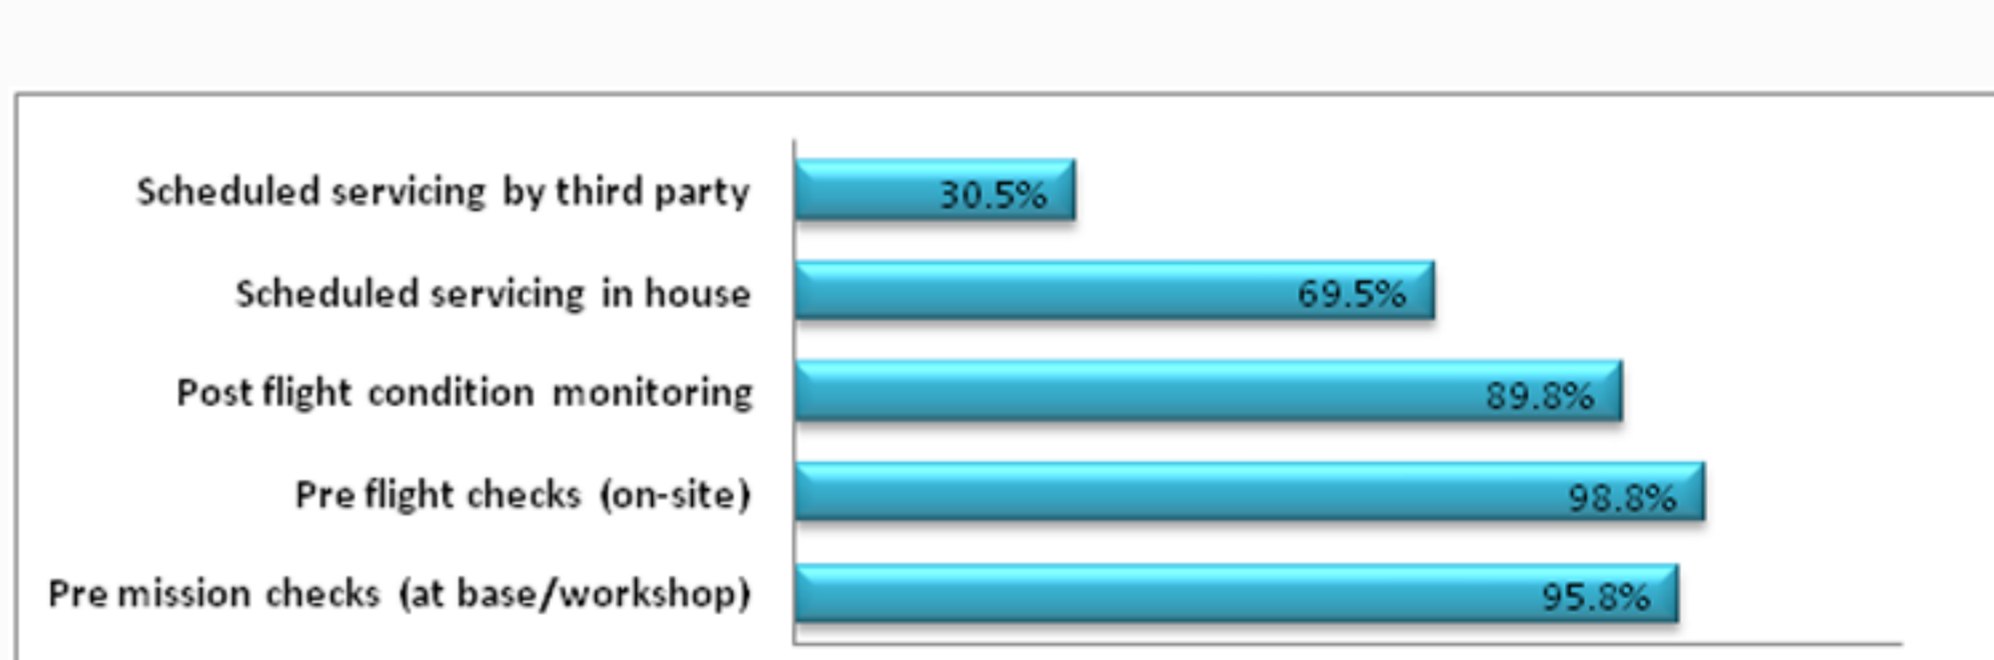 Scheduled servicing by third party 30.5%
Scheduled servicing in house 69.5%
Post flight condition monitoring 89.8%
Pre flight checks (on-site) 98.8%
Pre mission checks (at base/workshop) 95.8%